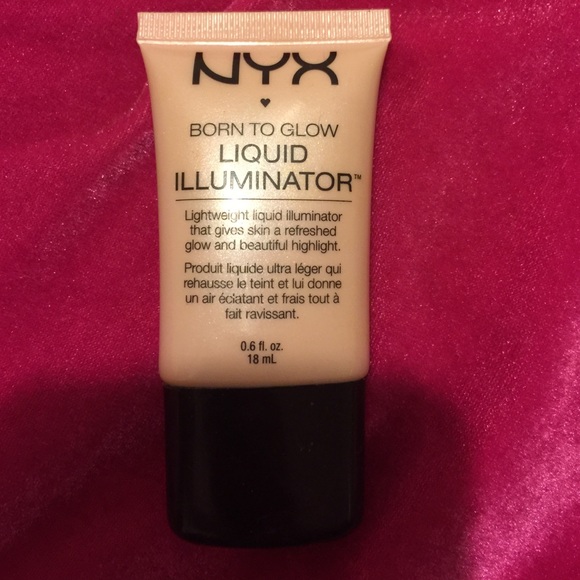 NYX
BORN TO GLOW
LIQUID
ILLUMINATOR™
Lightweight liquid illuminator
that gives skin a refreshed
glow and beautiful highlight.
Produit liquide ultra léger qui
rehausse le teint et lui donne
un air éclatant et frais tout à
fait ravissant.
0.6 fl. oz.
18 mL